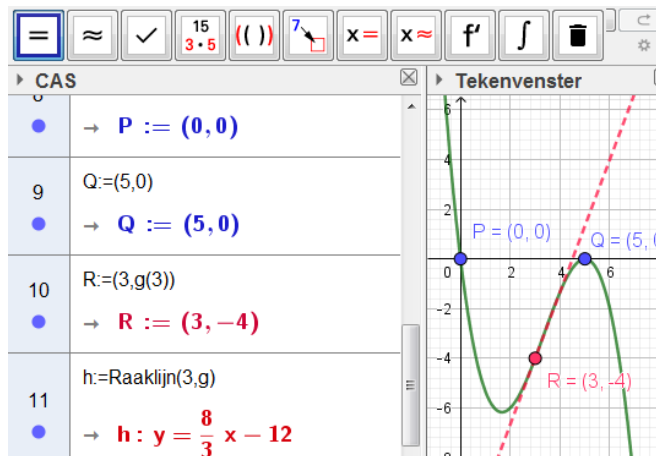 = ≈ ✓ 15 3·5 (( )) 7 x= x≈ f′ ∫
CAS
Tekenvenster
→ P := (0, 0)
9
Q:=(5,0)
→ Q := (5, 0)
10
R:=(3,g(3))
→ R := (3, −4)
11
h:=Raaklijn(3,g)
→ h : y = 8/3 x − 12
6
4
2
P = (0, 0)
Q = (5,
0 2 4 6
-2
-4
R = (3, -4)
-6